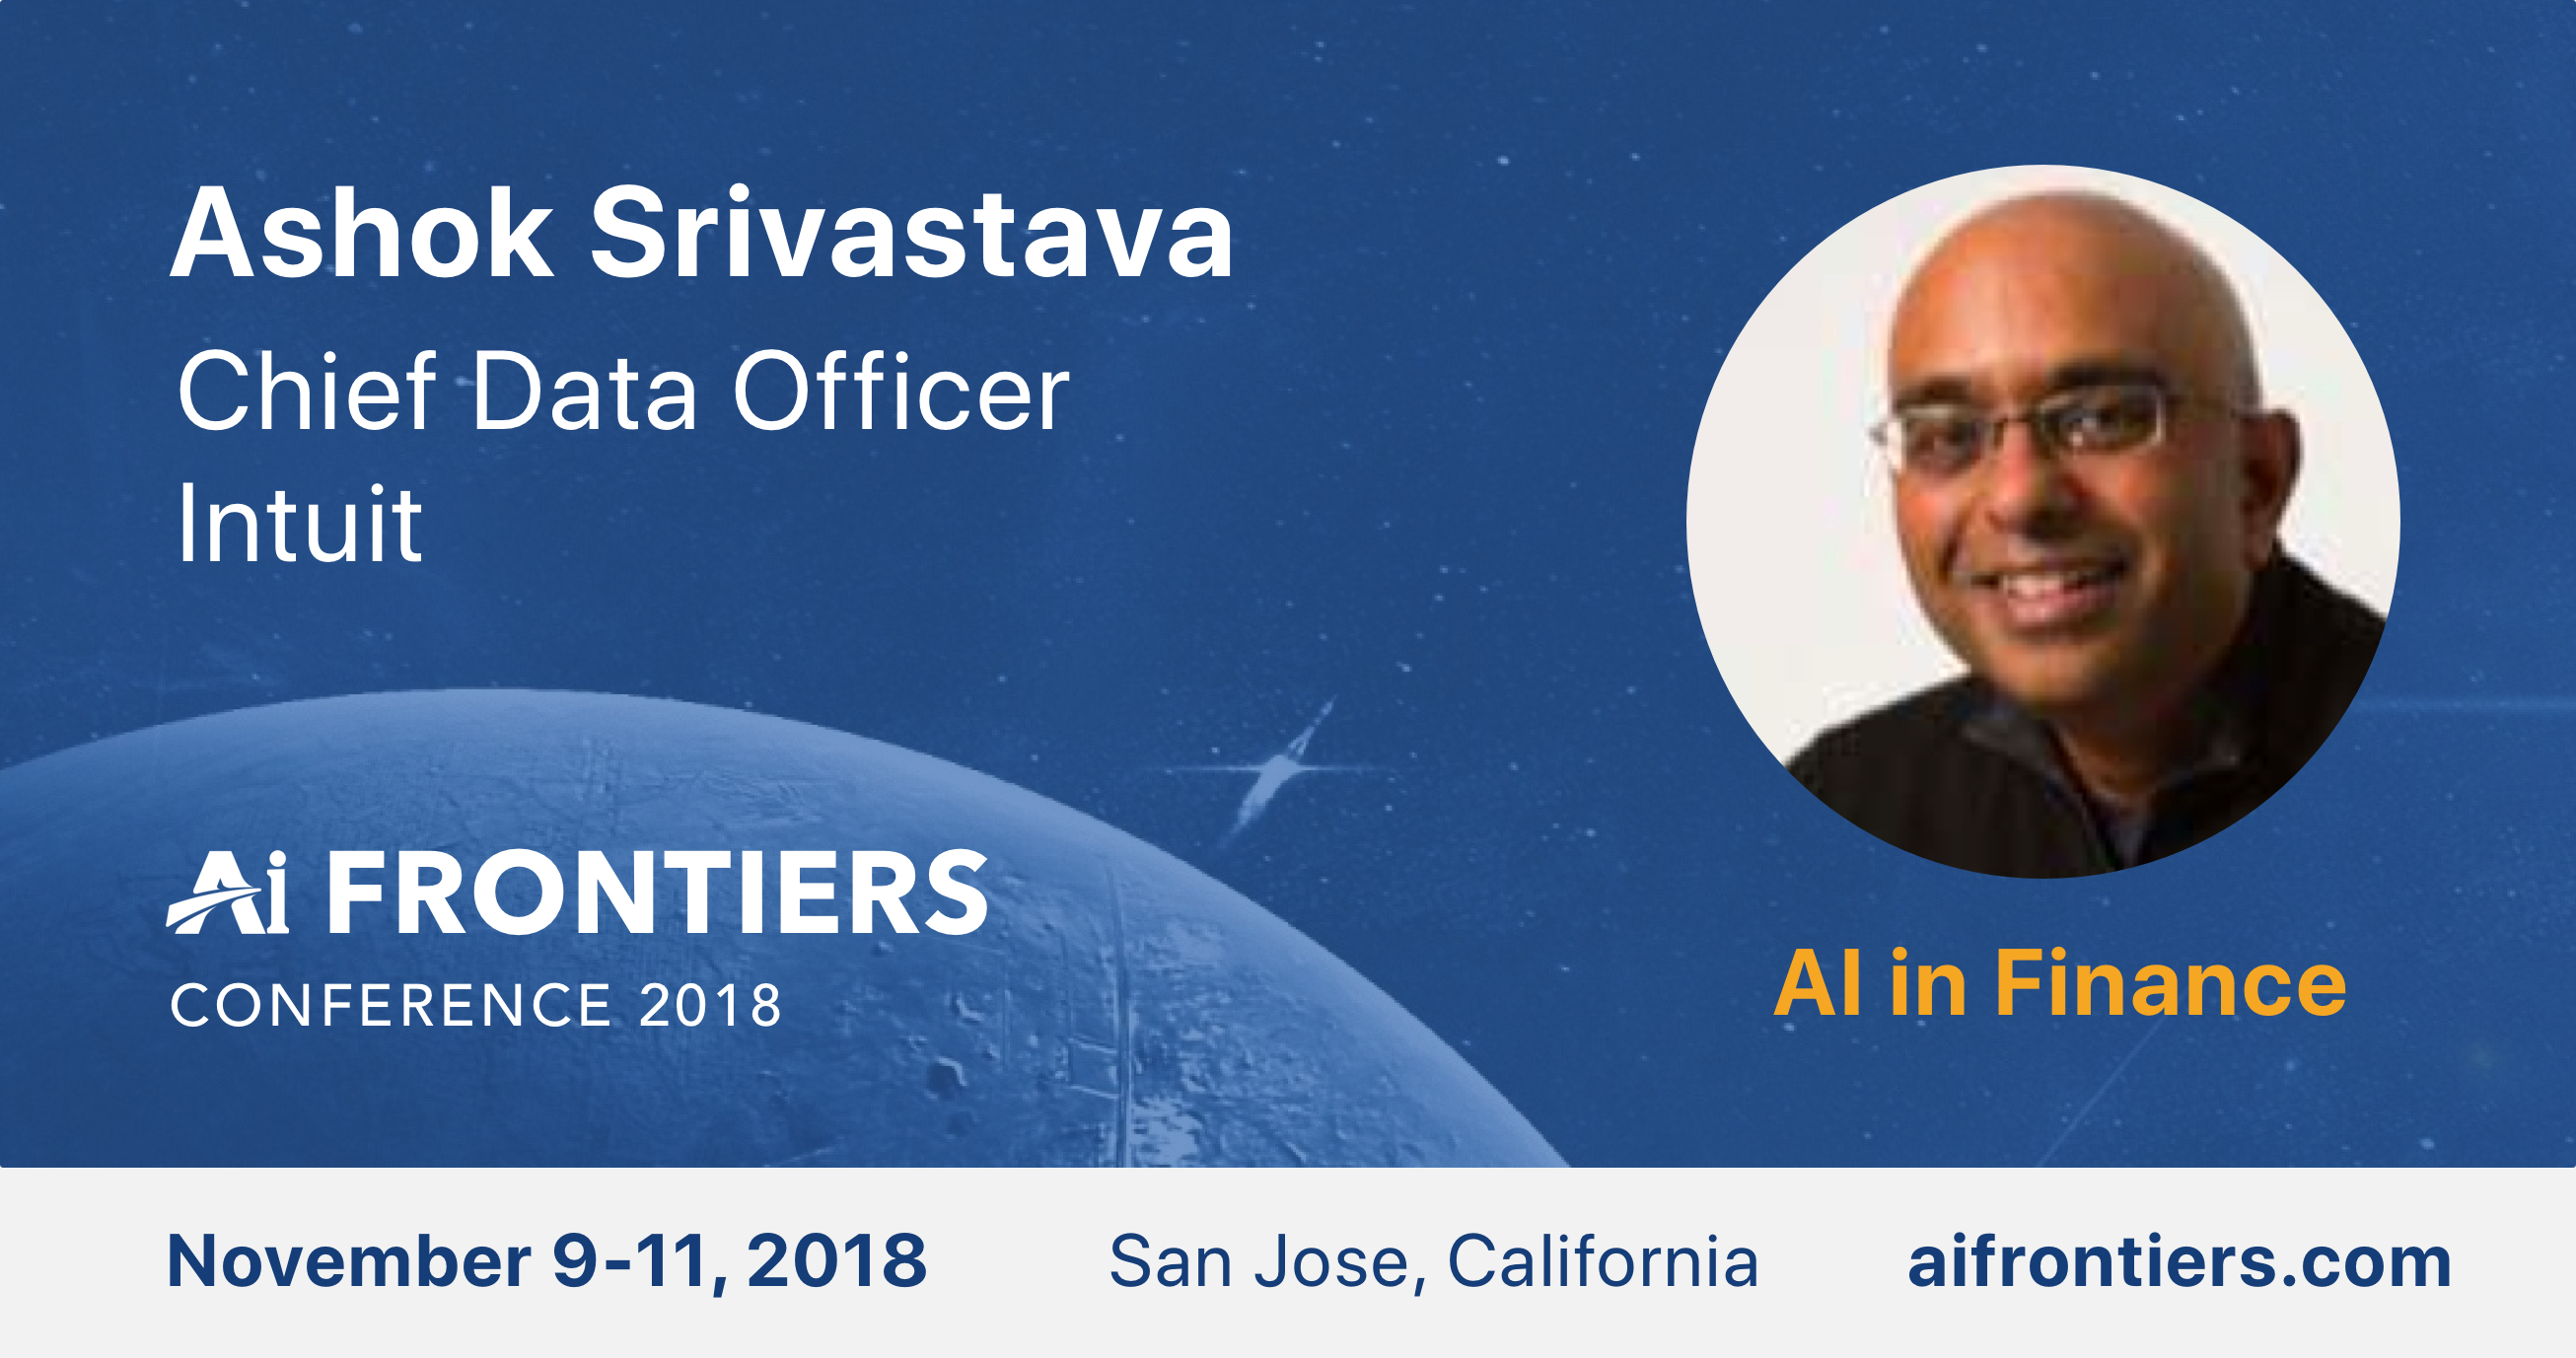 Ashok Srivastava
Chief Data Officer
Intuit
Ai FRONTIERS
CONFERENCE 2018
AI in Finance
November 9-11, 2018
San Jose, California
aifrontiers.com